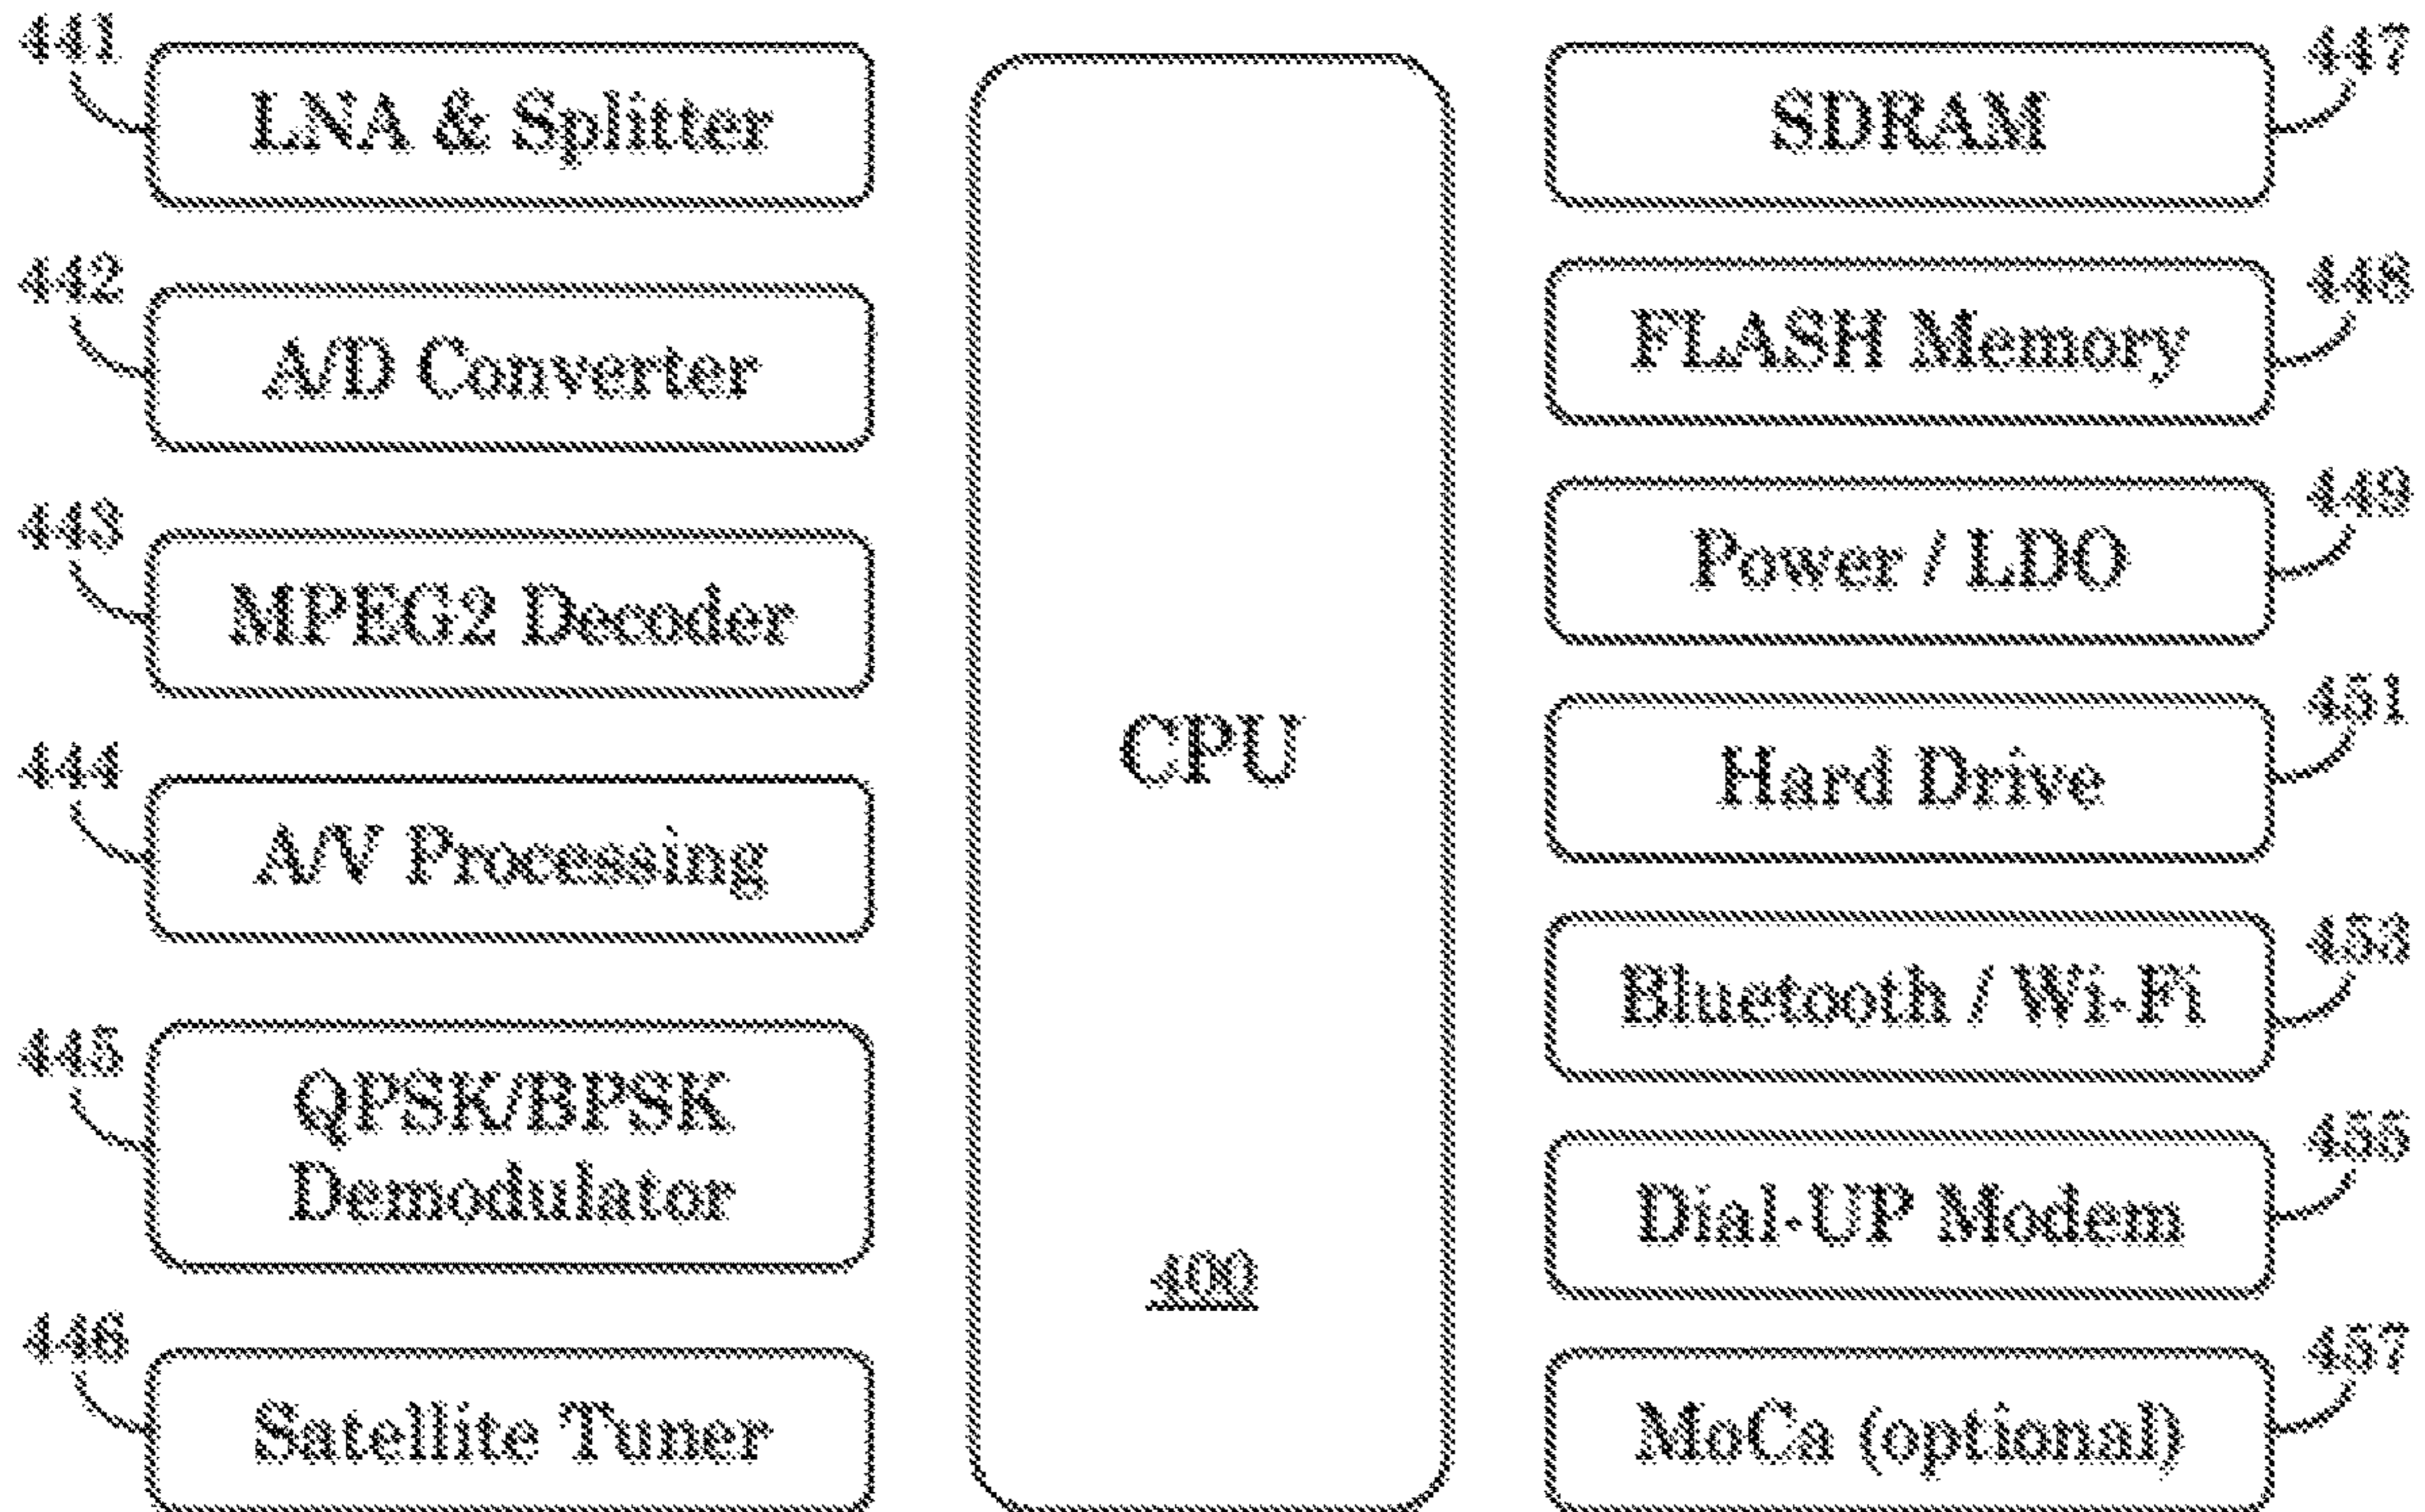 441
LNA & Splitter
442
A/D Converter
443
MPEG2 Decoder
444
A/V Processing
445
QPSK/BPSK
Demodulator
446
Satellite Tuner
CPU
400
447
SDRAM
448
FLASH Memory
449
Power / LDO
451
Hard Drive
453
Bluetooth / Wi-Fi
455
Dial-UP Modem
457
MoCa (optional)